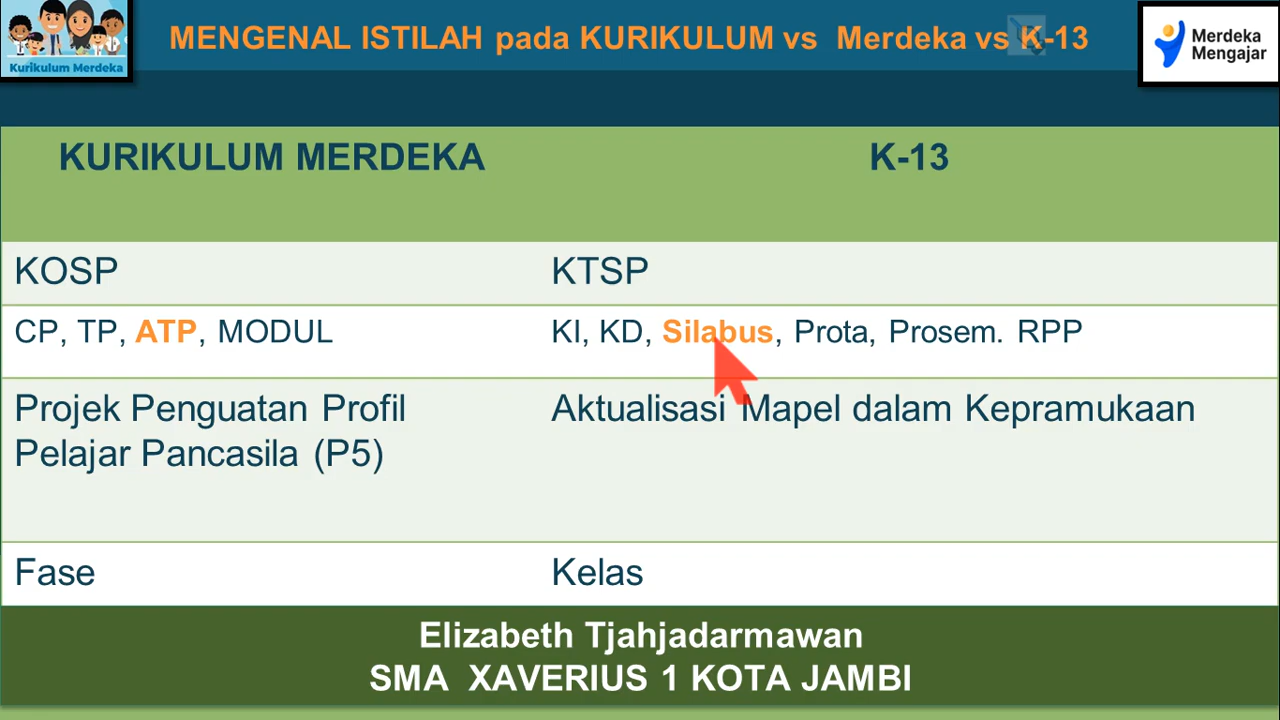 Kurikulum Merdeka
MENGENAL ISTILAH pada KURIKULUM vs Merdeka vs K-13
Merdeka
Mengajar
KURIKULUM MERDEKA K-13
KOSP KTSP
CP, TP, ATP, MODUL KI, KD, Silabus, Prota, Prosem. RPP
Projek Penguatan Profil Aktualisasi Mapel dalam Kepramukaan
Pelajar Pancasila (P5)
Fase Kelas
Elizabeth Tjahjadarmawan
SMA XAVERIUS 1 KOTA JAMBI